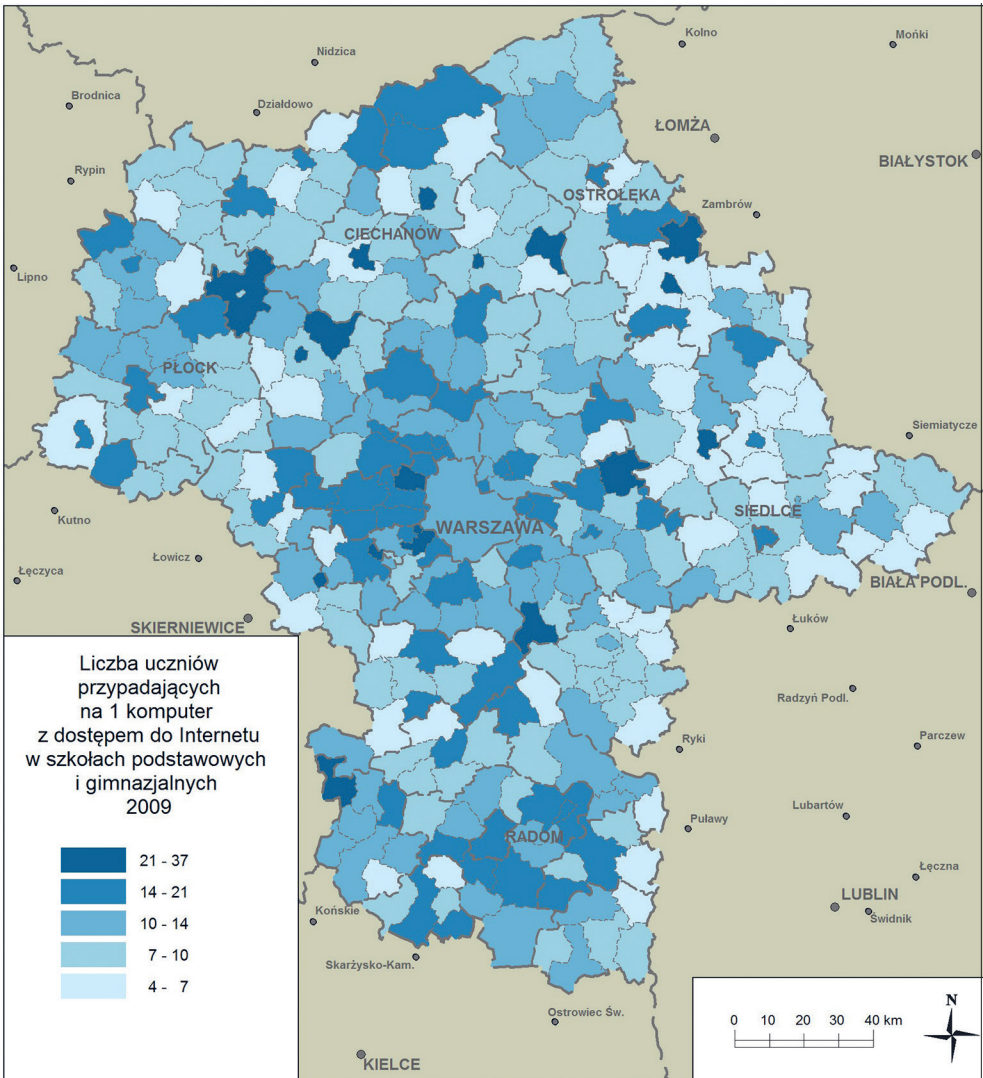 Kolno
Mońki
Nidzica
Brodnica
Działdowo
ŁOMŻA
BIAŁYSTOK
Rypin
OSTROŁĘKA
Zambrów
CIECHANÓW
Lipno
PŁOCK
Siemiatycze
Kutno
WARSZAWA
SIEDLCE
Łowicz
Łęczyca
BIAŁA PODL.
SKIERNIEWICE
Łuków
Liczba uczniów
przypadających
na 1 komputer
z dostępem do Internetu
w szkołach podstawowych
i gimnazjalnych
2009
21 - 37
14 - 21
10 - 14
7 - 10
4 - 7
Radzyń Podl.
Ryki
Parczew
Lubartów
Puławy
RADOM
Łęczna
LUBLIN
Świdnik
Końskie
Skarżysko-Kam.
Ostrowiec Św.
KIELCE
N
0 10 20 30 40 km